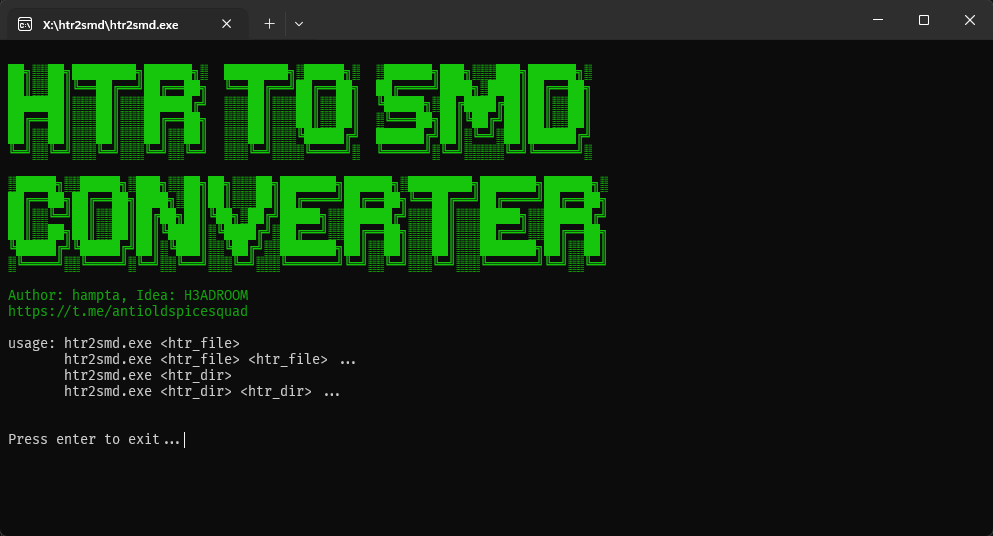 X:\htr2smd\htr2smd.exe
HTR TO SMD
CONVERTER
Author: hampta, Idea: H3ADROOM
https://t.me/antioldspicesquad
usage: htr2smd.exe <htr_file>
htr2smd.exe <htr_file> <htr_file> ...
htr2smd.exe <htr_dir>
htr2smd.exe <htr_dir> <htr_dir> ...
Press enter to exit...